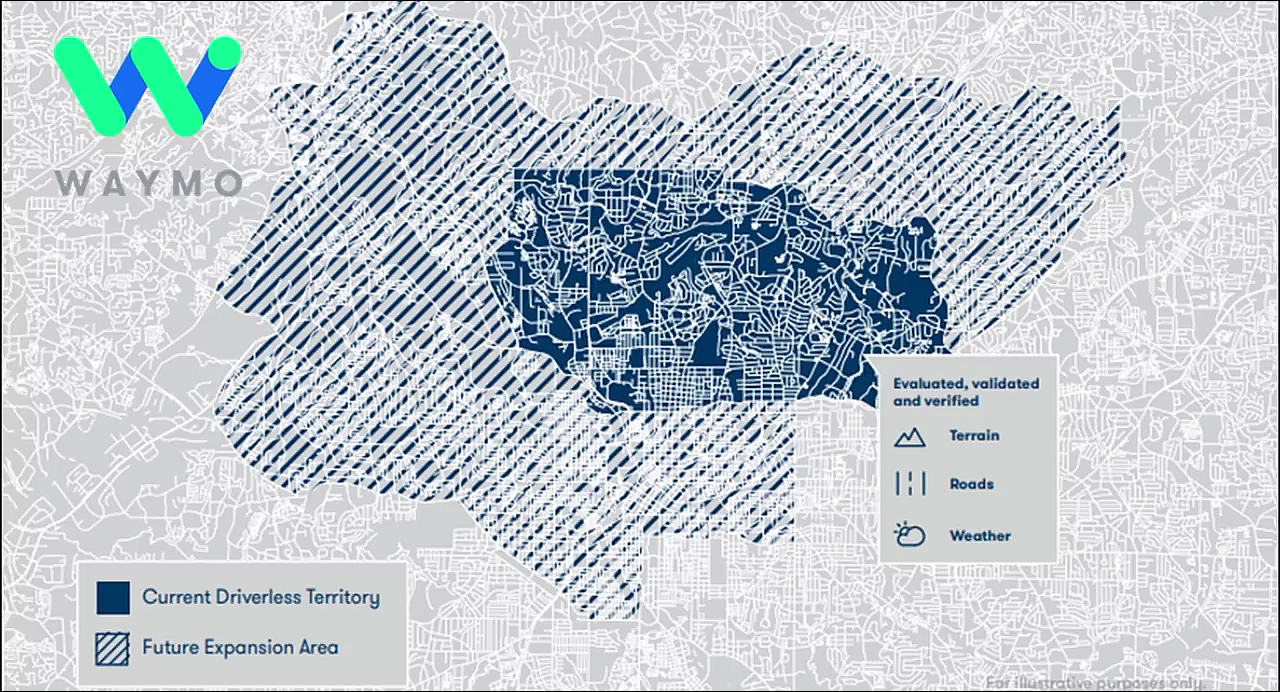 WAYMO
Evaluated, validated
and verified
Terrain
Roads
Weather
Current Driverless Territory
Future Expansion Area
For illustrative purposes only.